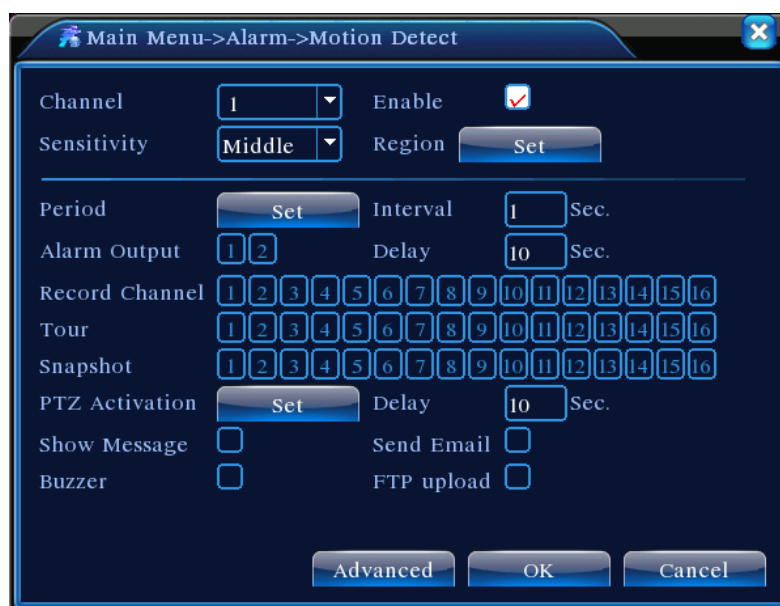 Main Menu->Alarm->Motion Detect
Channel 1 Enable
Sensitivity Middle Region Set
Period Set Interval 1 Sec.
Alarm Output 1 2 Delay 10 Sec.
Record Channel 1 2 3 4 5 6 7 8 9 10 11 12 13 14 15 16
Tour 1 2 3 4 5 6 7 8 9 10 11 12 13 14 15 16
Snapshot 1 2 3 4 5 6 7 8 9 10 11 12 13 14 15 16
PTZ Activation Set Delay 10 Sec.
Show Message Send Email
Buzzer FTP upload
Advanced OK Cancel